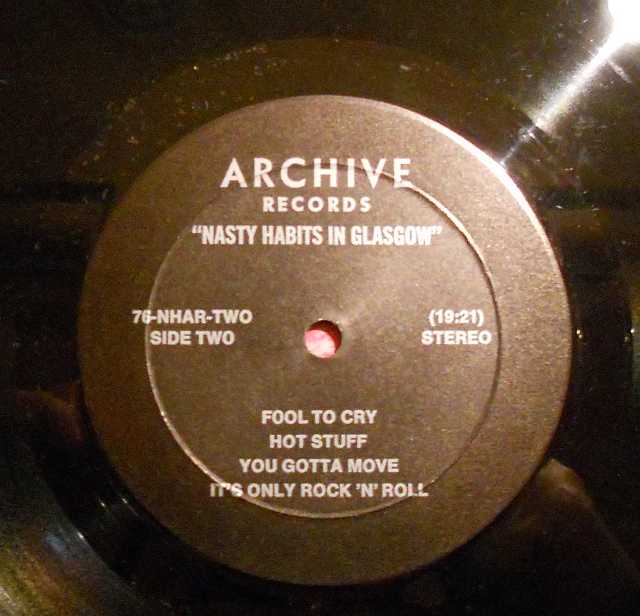 ARCHIVE
RECORDS
"NASTY HABITS IN GLASGOW"
76-NHAR-TWO (19:21)
SIDE TWO STEREO
FOOL TO CRY
HOT STUFF
YOU GOTTA MOVE
IT'S ONLY ROCK 'N' ROLL